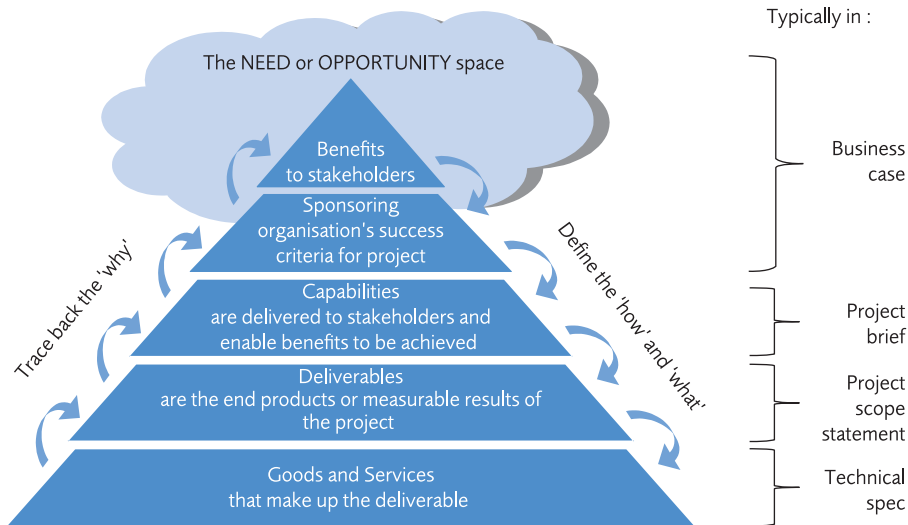 Typically in :
The NEED or OPPORTUNITY space
Benefits
to stakeholders
Business
case
Sponsoring
organisation's success
criteria for project
Trace back the 'why'
Define the 'how' and 'what'
Capabilities
are delivered to stakeholders and
enable benefits to be achieved
Project
brief
Deliverables
are the end products or measurable results of
the project
Project
scope
statement
Goods and Services
that make up the deliverable
Technical
spec